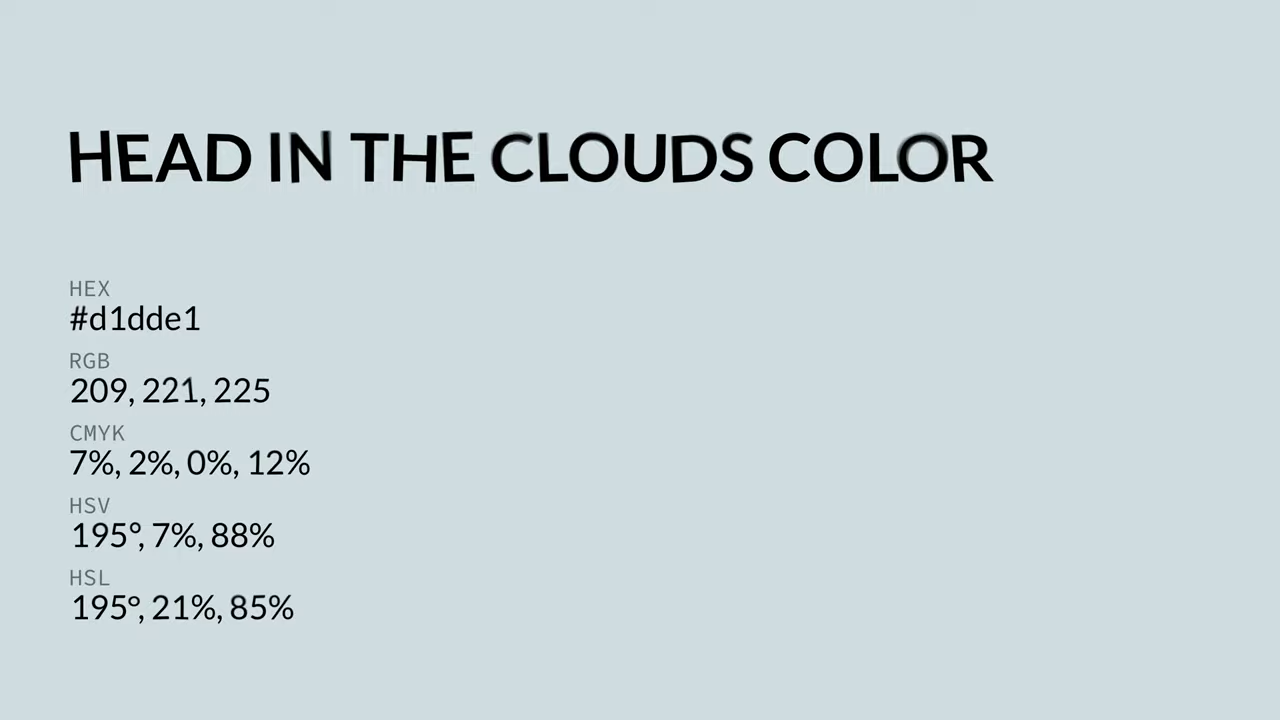 HEAD IN THE CLOUDS COLOR
HEX
#d1dde1
RGB
209, 221, 225
CMYK
7%, 2%, 0%, 12%
HSV
195°, 7%, 88%
HSL
195°, 21%, 85%